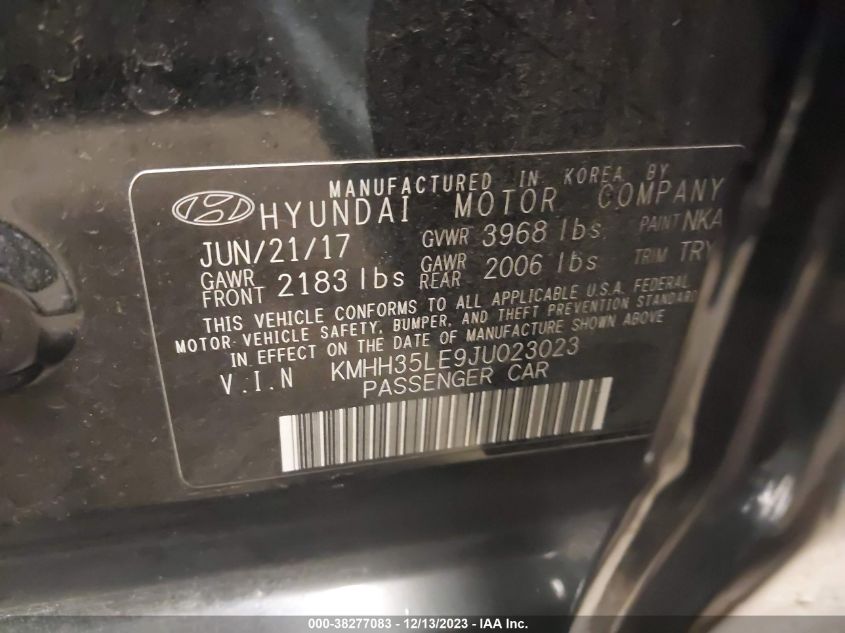 MANUFACTURED IN KOREA BY
HYUNDAI MOTOR COMPANY
JUN/21/17 GVWR 3968 lbs. PAINT NKA
GAWR FRONT 2183 lbs GAWR REAR 2006 lbs TRIM TRY
THIS VEHICLE CONFORMS TO ALL APPLICABLE U.S.A. FEDERAL
MOTOR VEHICLE SAFETY, BUMPER, AND THEFT PREVENTION STANDARD
IN EFFECT ON THE DATE OF MANUFACTURE SHOWN ABOVE
V.I.N KMHH35LE9JU023023
PASSENGER CAR
000-38277083 - 12/13/2023 - IAA Inc.